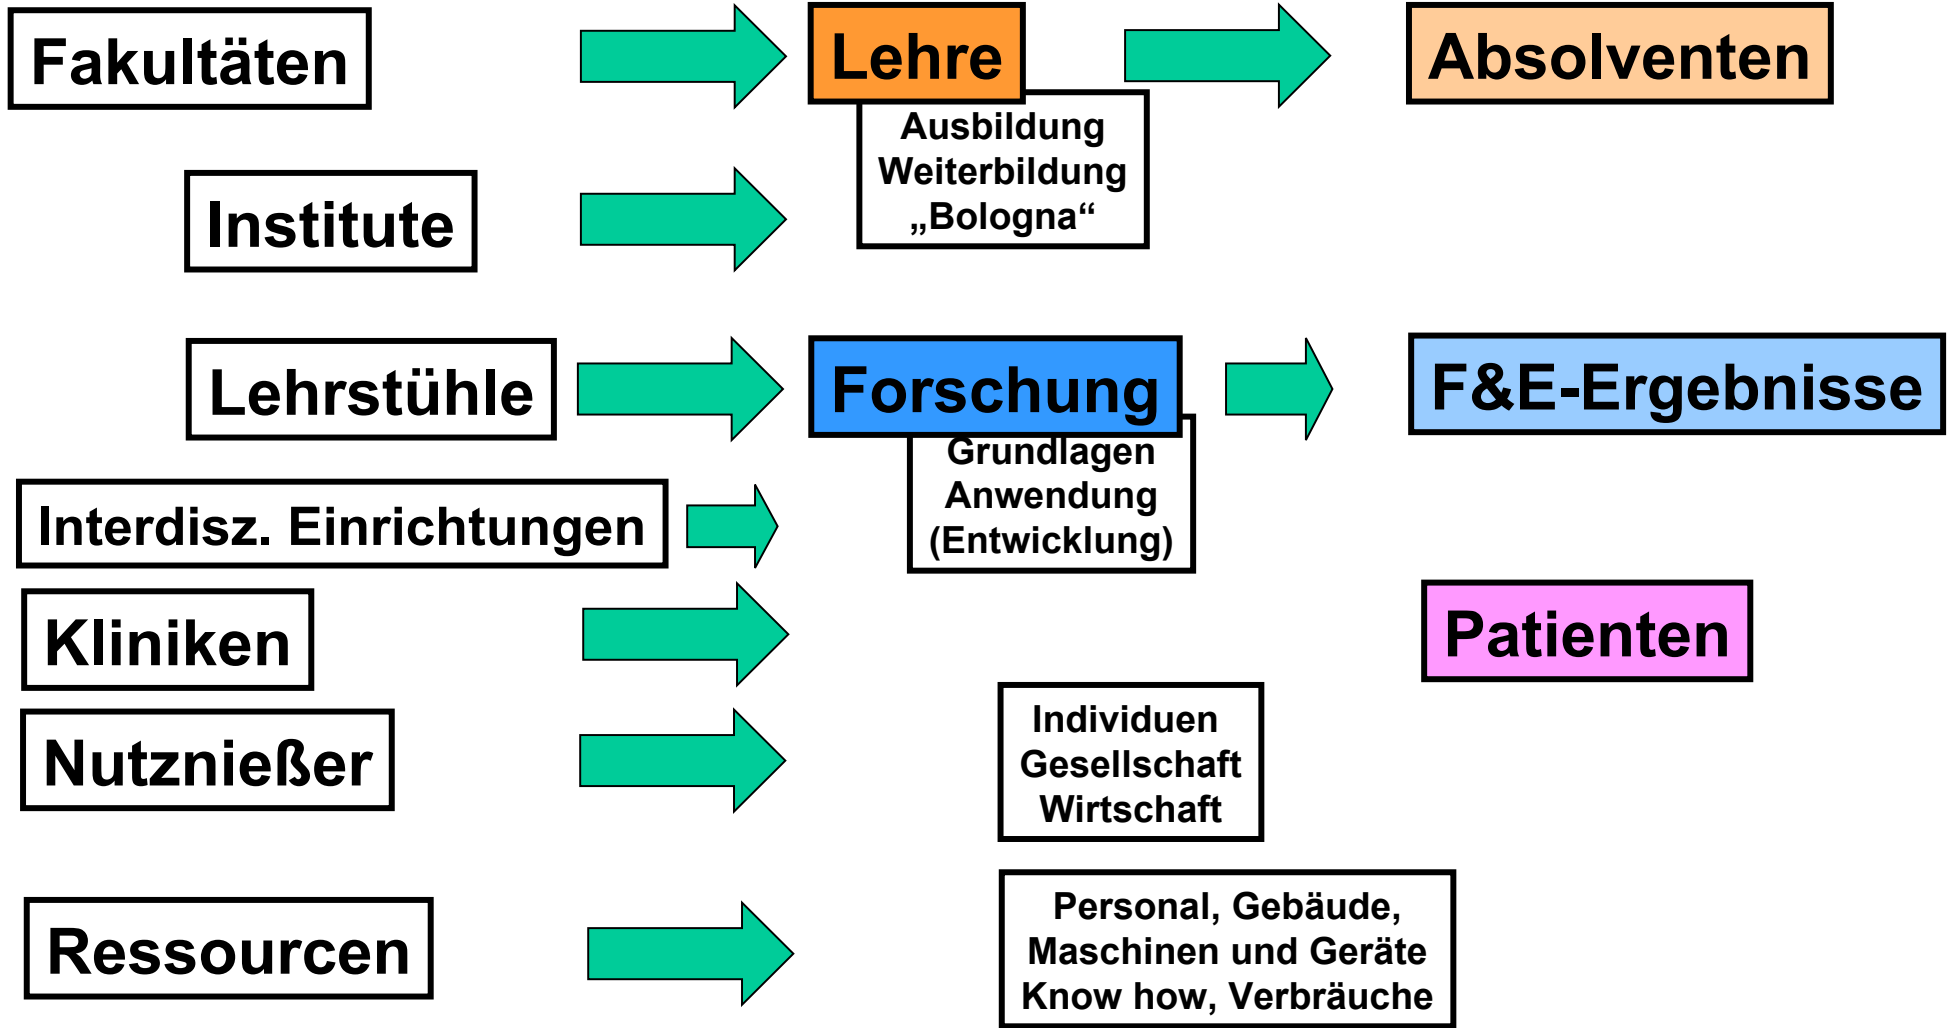 Fakultäten
Lehre
Absolventen
Ausbildung
Weiterbildung
„Bologna“
Institute
Lehrstühle
Forschung
F&E-Ergebnisse
Grundlagen
Anwendung
(Entwicklung)
Interdisz. Einrichtungen
Kliniken
Patienten
Nutznießer
Individuen
Gesellschaft
Wirtschaft
Ressourcen
Personal, Gebäude,
Maschinen und Geräte
Know how, Verbräuche